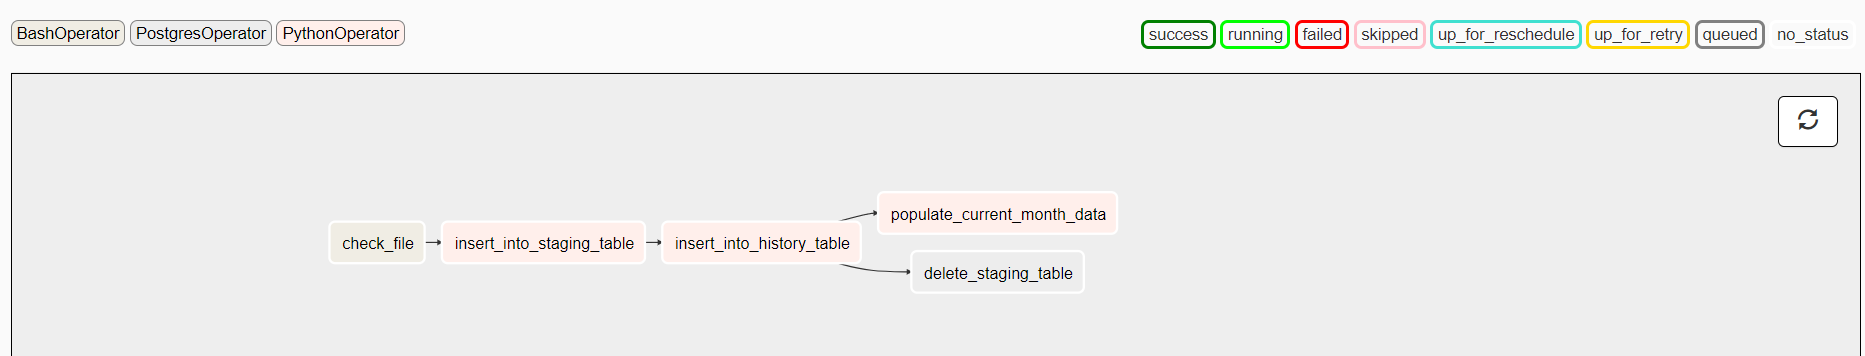 BashOperator PostgresOperator PythonOperator success running failed skipped up_for_reschedule up_for_retry queued no_status
populate_current_month_data
check_file insert_into_staging_table insert_into_history_table
delete_staging_table